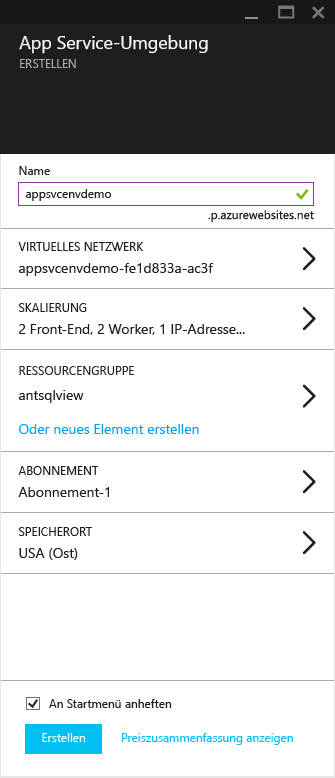 App Service-Umgebung
ERSTELLEN
Name
appsvcenvdemo
.p.azurewebsites.net
VIRTUELLES NETZWERK
appsvcenvdemo-fe1d833a-ac3f
SKALIERUNG
2 Front-End, 2 Worker, 1 IP-Adresse...
RESSOURCENGRUPPE
antsqlview
Oder neues Element erstellen
ABONNEMENT
Abonnement-1
SPEICHERORT
USA (Ost)
An Startmenü anheften
Erstellen Preiszusammenfassung anzeigen